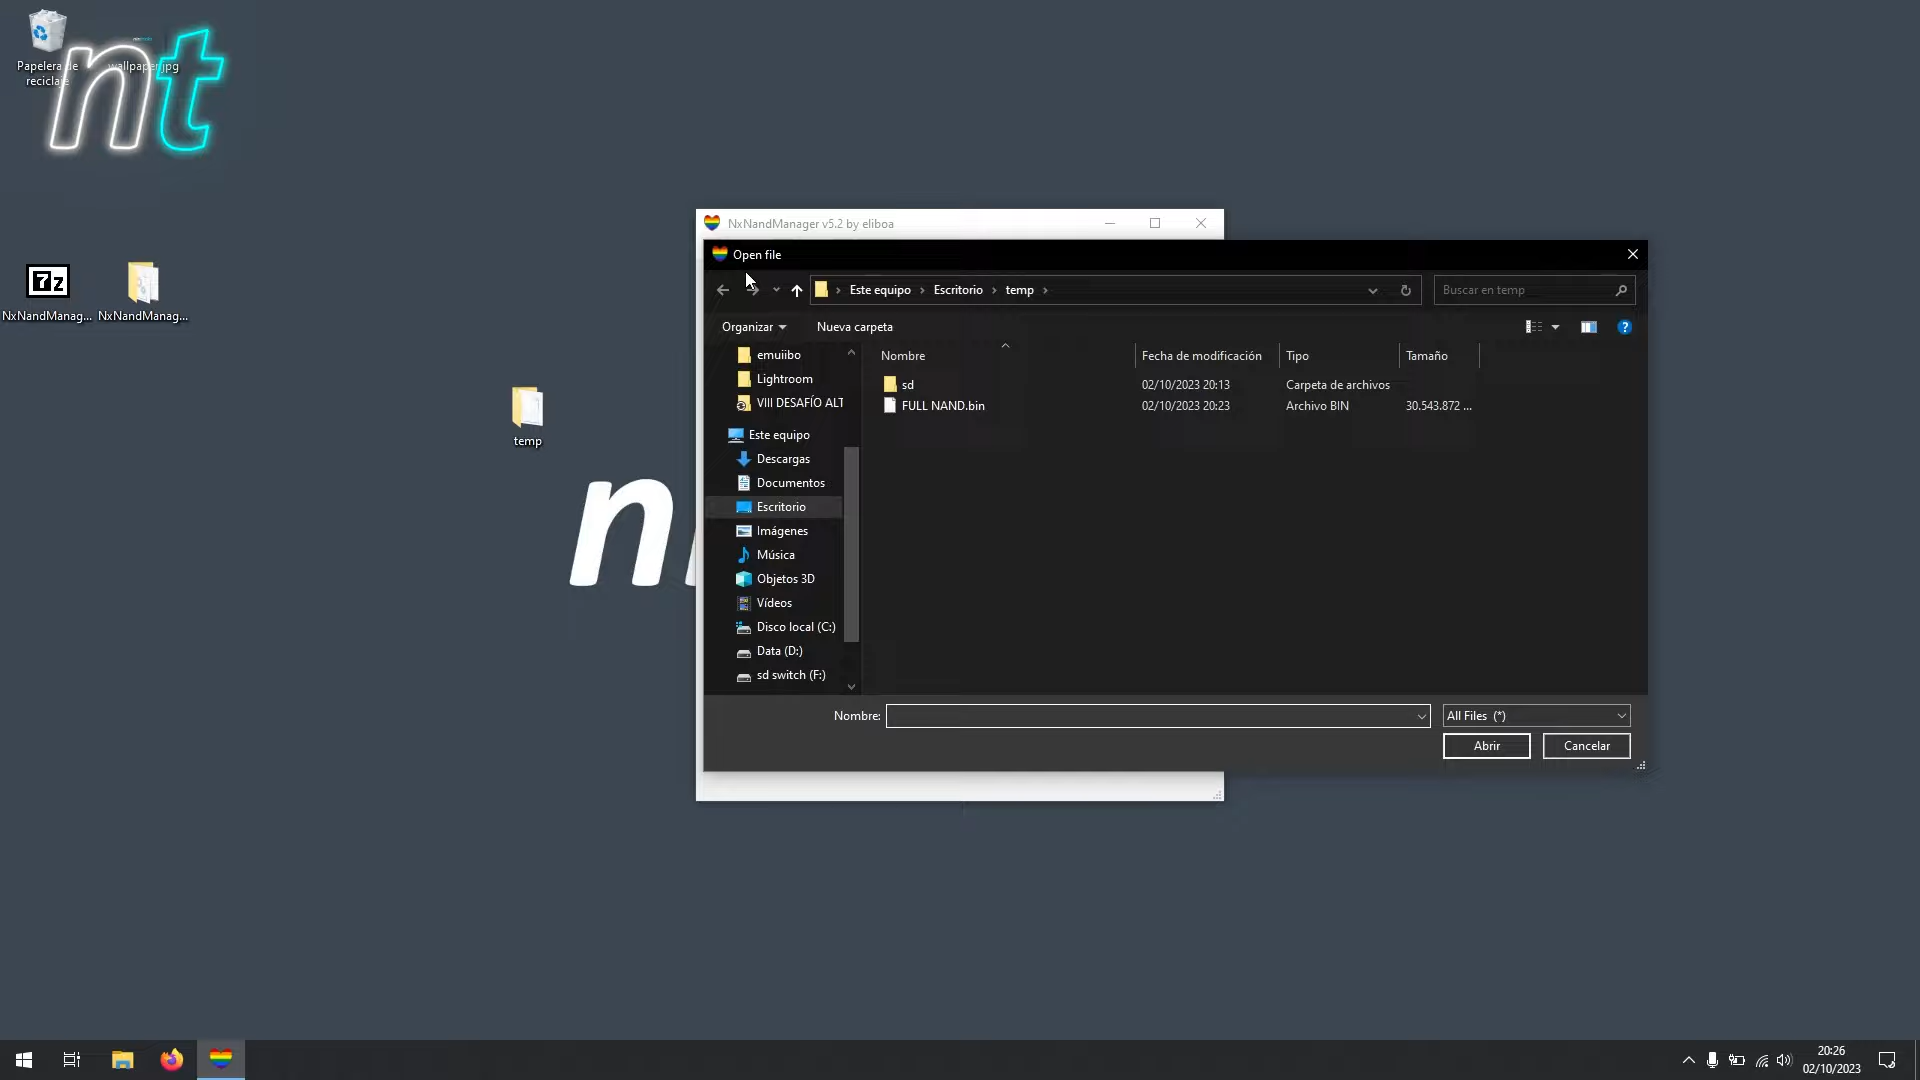 nt
Papelera de
reciclaje
wallpaper.jpg
7z
NxNandManag...
NxNandManag...
temp
n
NxNandManager v5.2 by eliboa
Open file
Este equipo
Escritorio
temp
Buscar en temp
Organizar
Nueva carpeta
?
emuiibo
Lightroom
VIII DESAFÍO ALT
Este equipo
Descargas
Documentos
Escritorio
Imágenes
Música
Objetos 3D
Vídeos
Disco local (C:)
Data (D:)
sd switch (F:)
Nombre Fecha de modificación Tipo Tamaño
sd 02/10/2023 20:13 Carpeta de archivos
FULL NAND.bin 02/10/2023 20:23 Archivo BIN 30.543.872 ...
Nombre: All Files (*)
Abrir Cancelar
20:26
02/10/2023